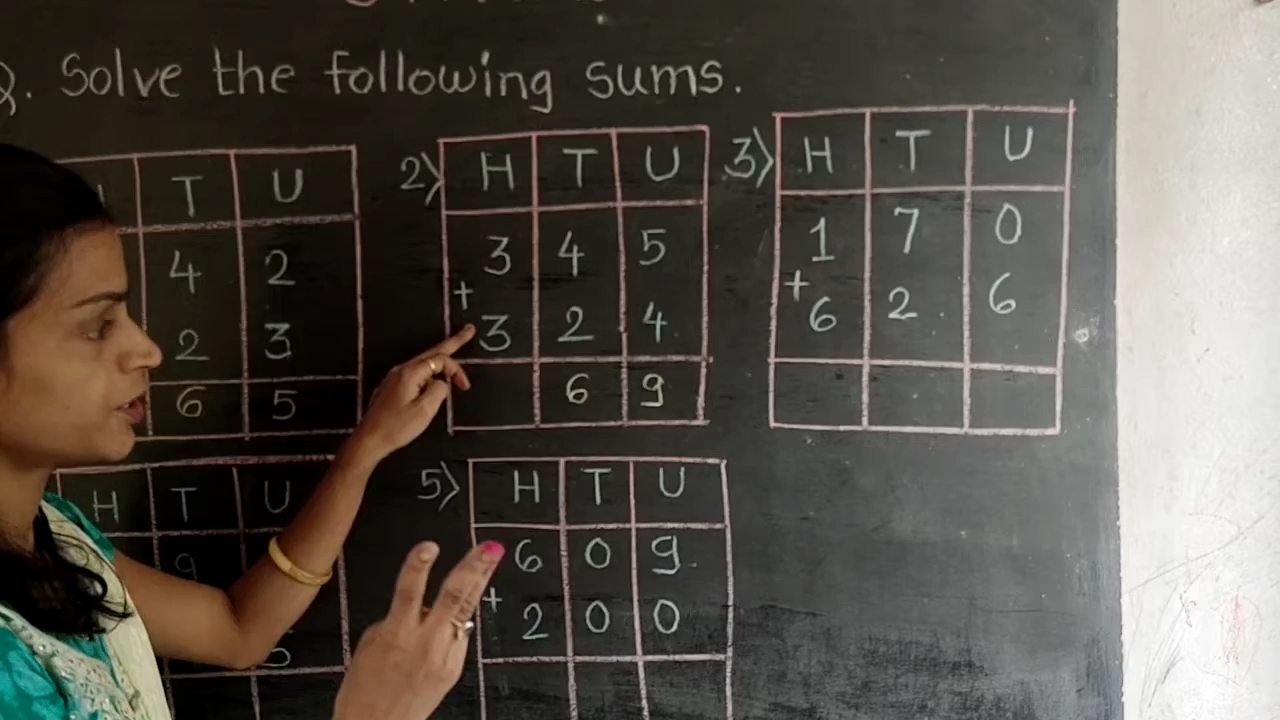 Q. Solve the following sums.
T U
4 2
2 3
6 5
2) H T U
3 4 5
+
3 2 4
6 9
3) H T U
1 7 0
+
6 2 6
H T U
9
5) H T U
6 0 9
+
2 0 0